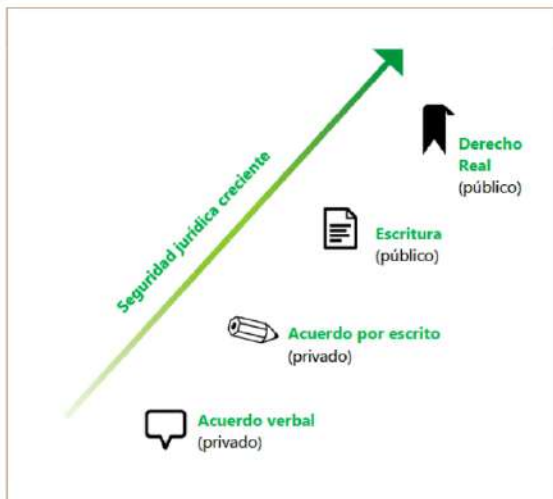 Derecho
Real
(público)
Seguridad jurídica creciente
Escritura
(público)
Acuerdo por escrito
(privado)
Acuerdo verbal
(privado)